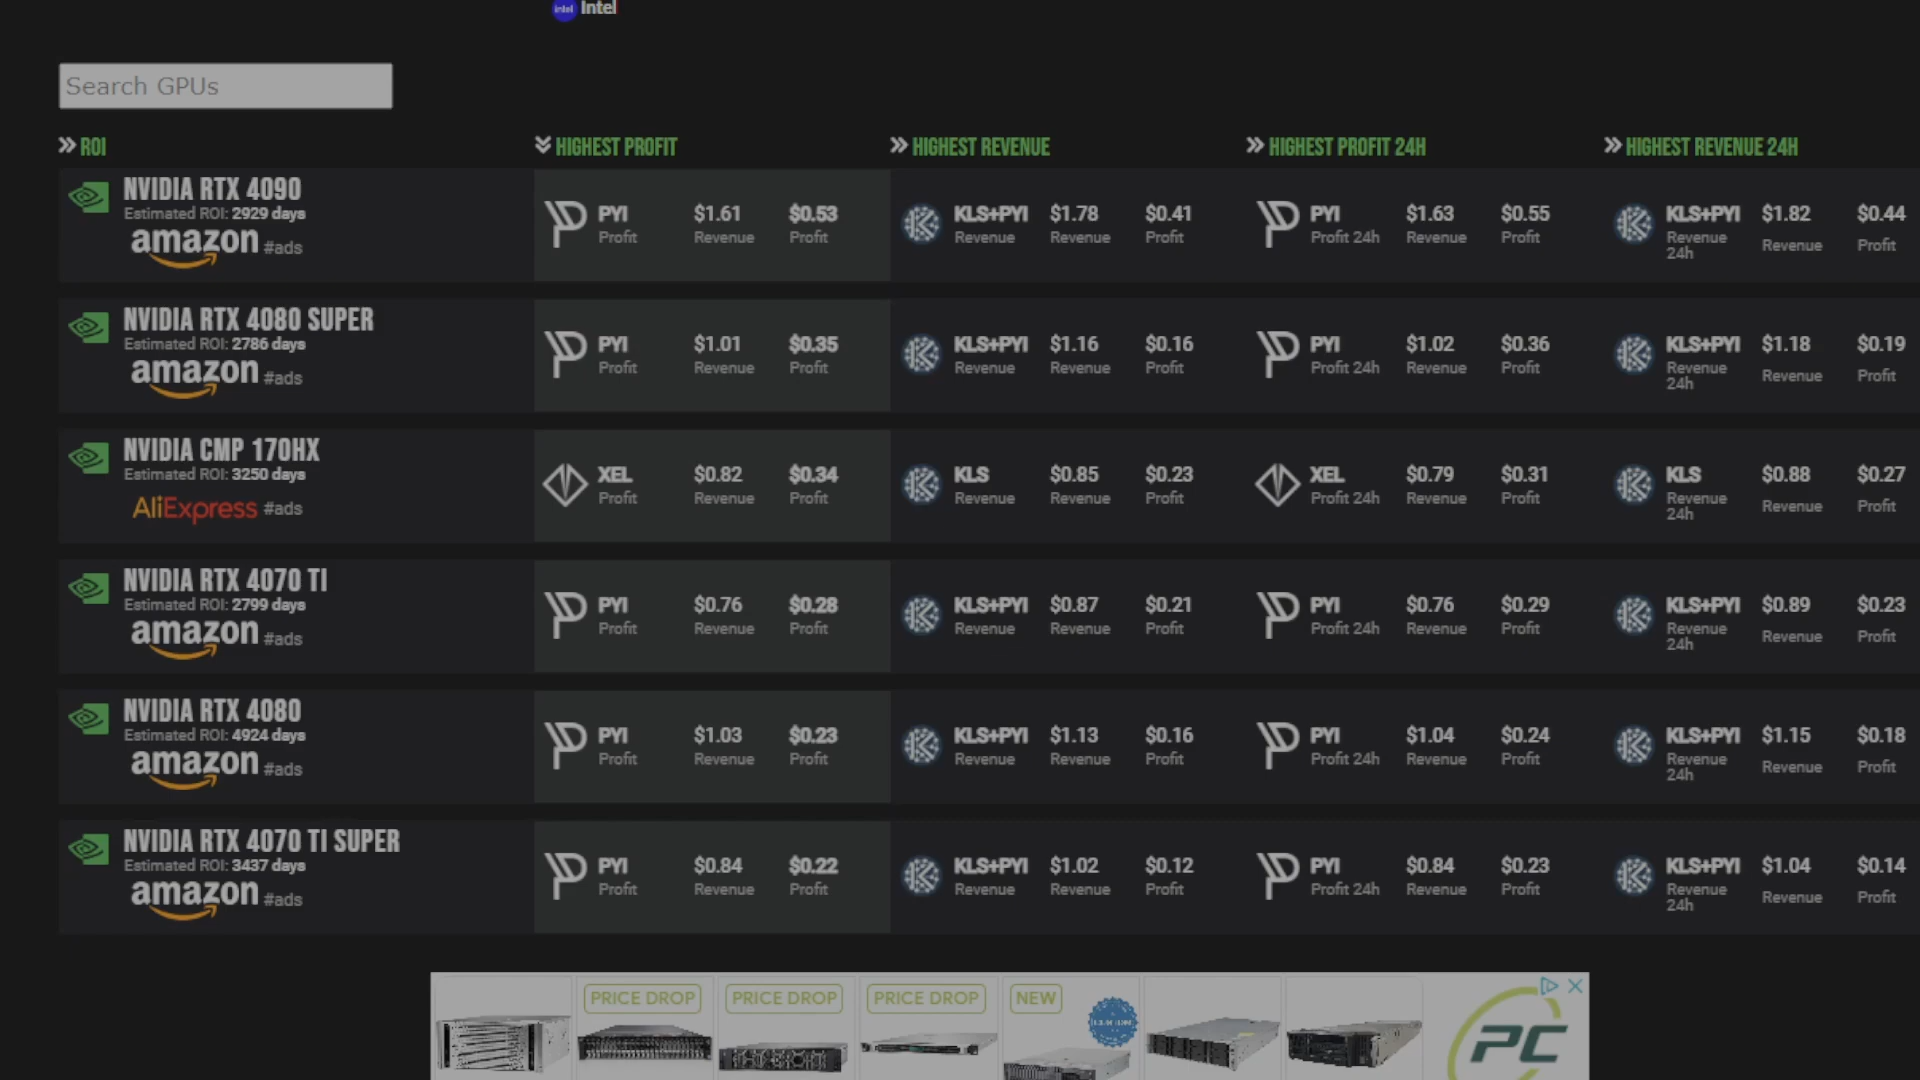 intel Intel
Search GPUs
ROI HIGHEST PROFIT HIGHEST REVENUE HIGHEST PROFIT 24H HIGHEST REVENUE 24H
NVIDIA RTX 4090
Estimated ROI: 2929 days
amazon #ads
PYI $1.61 $0.53
Profit Revenue Profit
KLS+PYI $1.78 $0.41
Revenue Revenue Profit
PYI $1.63 $0.55
Profit 24h Revenue Profit
KLS+PYI $1.82 $0.44
Revenue 
24h Revenue Profit
NVIDIA RTX 4080 SUPER
Estimated ROI: 2786 days
amazon #ads
PYI $1.01 $0.35
Profit Revenue Profit
KLS+PYI $1.16 $0.16
Revenue Revenue Profit
PYI $1.02 $0.36
Profit 24h Revenue Profit
KLS+PYI $1.18 $0.19
Revenue 
24h Revenue Profit
NVIDIA CMP 170HX
Estimated ROI: 3250 days
AliExpress #ads
XEL $0.82 $0.34
Profit Revenue Profit
KLS $0.85 $0.23
Revenue Revenue Profit
XEL $0.79 $0.31
Profit 24h Revenue Profit
KLS $0.88 $0.27
Revenue 
24h Revenue Profit
NVIDIA RTX 4070 TI
Estimated ROI: 2799 days
amazon #ads
PYI $0.76 $0.28
Profit Revenue Profit
KLS+PYI $0.87 $0.21
Revenue Revenue Profit
PYI $0.76 $0.29
Profit 24h Revenue Profit
KLS+PYI $0.89 $0.23
Revenue 
24h Revenue Profit
NVIDIA RTX 4080
Estimated ROI: 4924 days
amazon #ads
PYI $1.03 $0.23
Profit Revenue Profit
KLS+PYI $1.13 $0.16
Revenue Revenue Profit
PYI $1.04 $0.24
Profit 24h Revenue Profit
KLS+PYI $1.15 $0.18
Revenue 
24h Revenue Profit
NVIDIA RTX 4070 TI SUPER
Estimated ROI: 3437 days
amazon #ads
PYI $0.84 $0.22
Profit Revenue Profit
KLS+PYI $1.02 $0.12
Revenue Revenue Profit
PYI $0.84 $0.23
Profit 24h Revenue Profit
KLS+PYI $1.04 $0.14
Revenue 
24h Revenue Profit
PRICE DROP PRICE DROP PRICE DROP NEW
PC